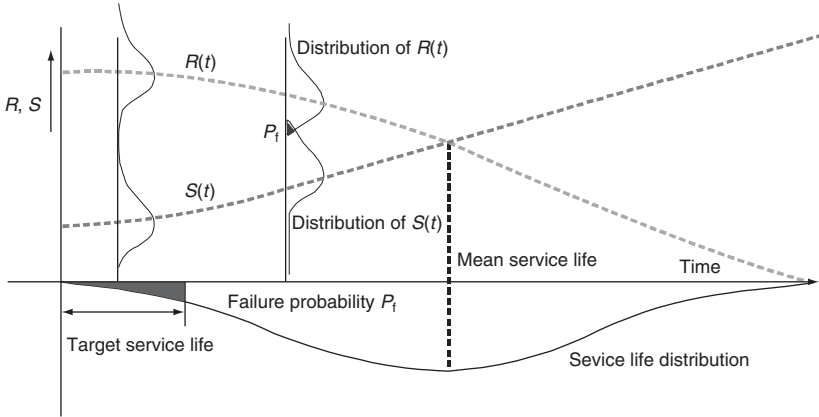 Distribution of R(t)
R(t)
R, S
Pf
S(t)
Distribution of S(t)
Mean service life
Time
Failure probability Pf
Target service life
Sevice life distribution